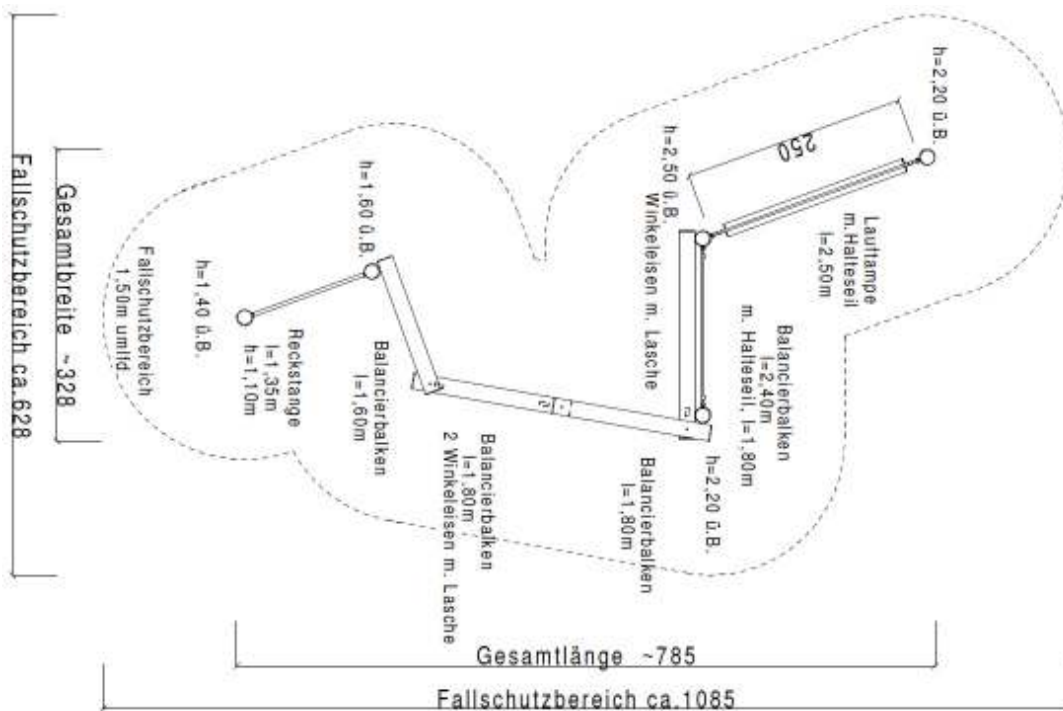 Fallschutzbereich ca.628
Gesamtbreite ~328
Fallschutzbereich
1,50m umlfd.
h=1,40 ü.B.
Reckstange
l=1,35m
h=1,10m
h=1,60 ü.B.
Balancierbalken
l=1,60m
Balancierbalken
l=1,80m
2 Winkeleisen m. Lasche
Balancierbalken
l=1,80m
h=2,20 ü.B.
h=2,50 ü.B.
Winkeleisen m. Lasche
Balancierbalken
l=2,40m
m. Halteseil, l=1,80m
250
Lauftampe
m.Halteseil
l=2,50m
h=2,20 ü.B.
Gesamtlänge ~785
Fallschutzbereich ca.1085